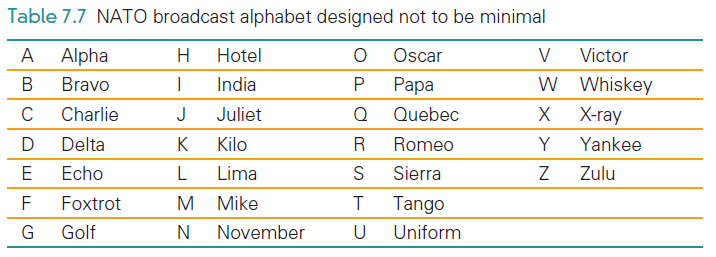 Table 7.7 NATO broadcast alphabet designed not to be minimal
A Alpha H Hotel O Oscar V Victor
B Bravo I India P Papa W Whiskey
C Charlie J Juliet Q Quebec X X-ray
D Delta K Kilo R Romeo Y Yankee
E Echo L Lima S Sierra Z Zulu
F Foxtrot M Mike T Tango
G Golf N November U Uniform